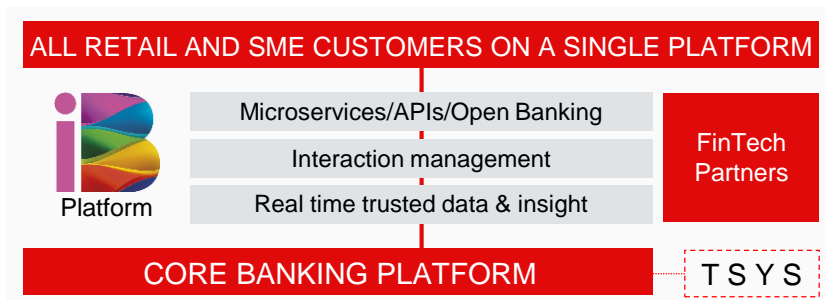 ALL RETAIL AND SME CUSTOMERS ON A SINGLE PLATFORM
iB
Platform
Microservices/APIs/Open Banking
Interaction management
Real time trusted data & insight
FinTech
Partners
CORE BANKING PLATFORM
T S Y S